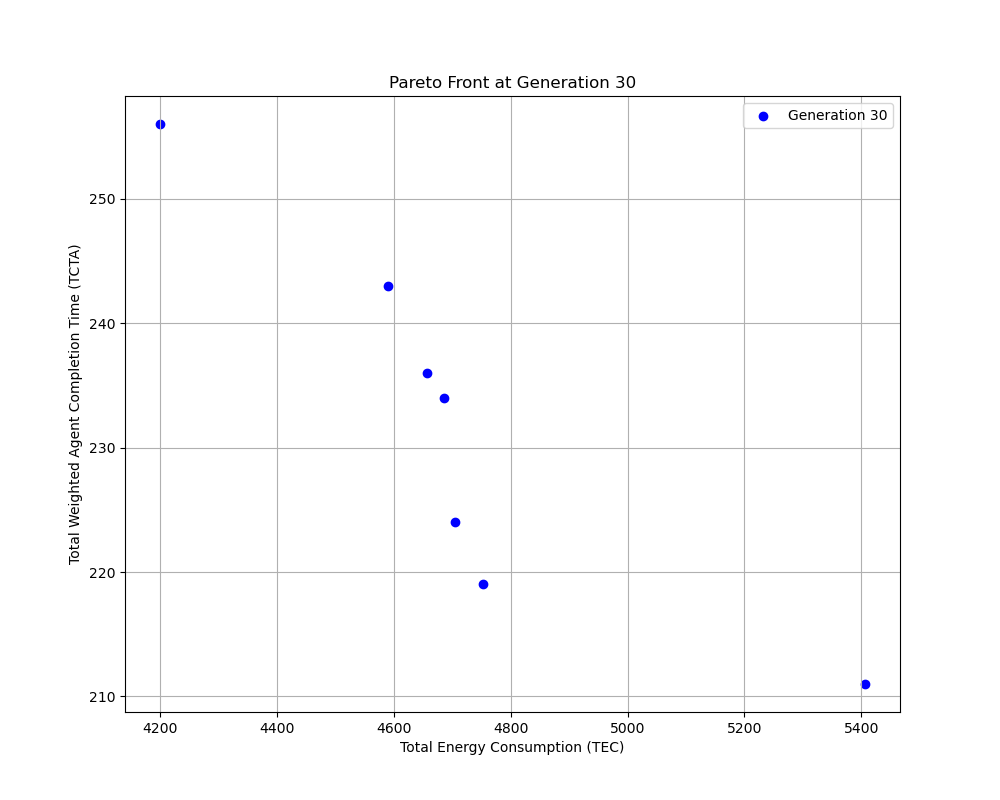 Pareto Front at Generation 30
Generation 30
250
240
230
220
210
Total Weighted Agent Completion Time (TCTA)
4200 4400 4600 4800 5000 5200 5400
Total Energy Consumption (TEC)